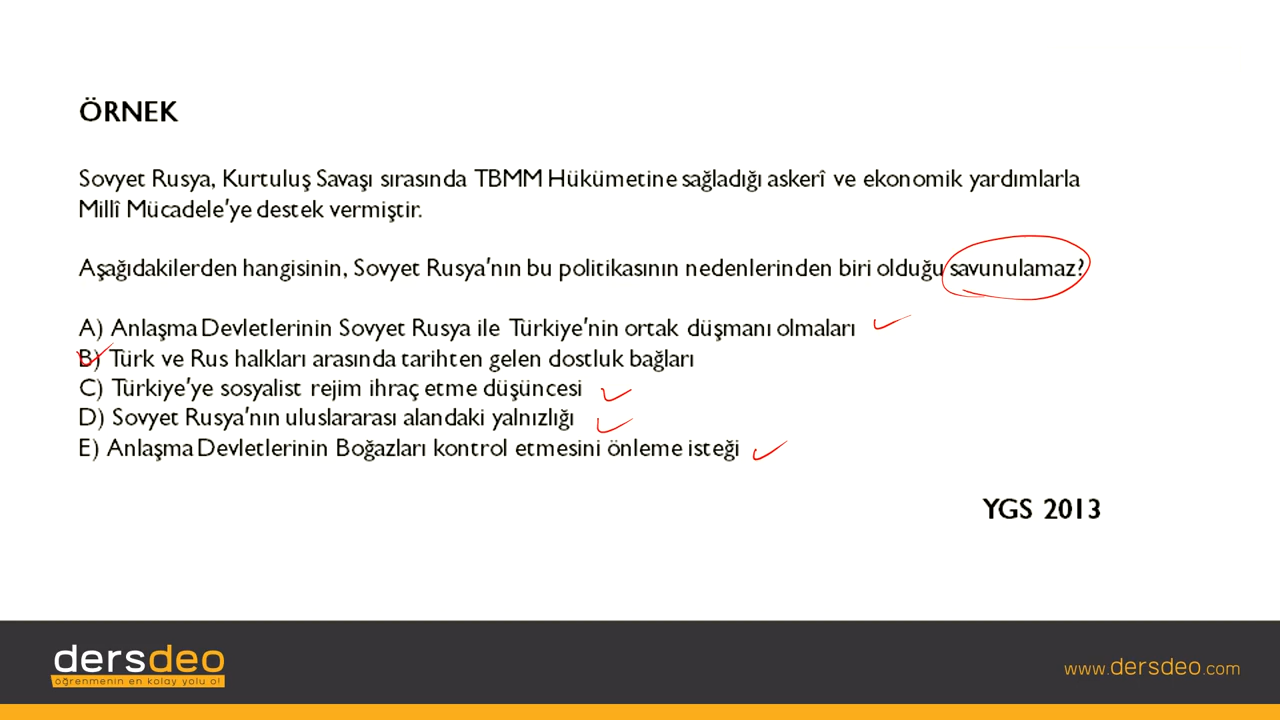 ÖRNEK
Sovyet Rusya, Kurtuluş Savaşı sırasında TBMM Hükümetine sağladığı askerî ve ekonomik yardımlarla
Millî Mücadele'ye destek vermiştir.
Aşağıdakilerden hangisinin, Sovyet Rusya'nın bu politikasının nedenlerinden biri olduğu savunulamaz?
A) Anlaşma Devletlerinin Sovyet Rusya ile Türkiye'nin ortak düşmanı olmaları
B) Türk ve Rus halkları arasında tarihten gelen dostluk bağları
C) Türkiye'ye sosyalist rejim ihraç etme düşüncesi
D) Sovyet Rusya'nın uluslararası alandaki yalnızlığı
E) Anlaşma Devletlerinin Boğazları kontrol etmesini önleme isteği
YGS 2013
dersdeo
öğrenmenin en kolay yolu o!
www.dersdeo.com